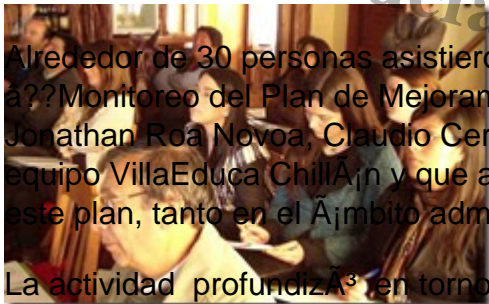 Alrededor de 30 personas asistiero
â??Monitoreo del Plan de Mejoram
Jonathan Roa Novoa, Claudio Cer
equipo VillaEduca ChillÃ¡n y que a
este plan, tanto en el Ã¡mbito adm
La actividad profundizÃ³ en torno